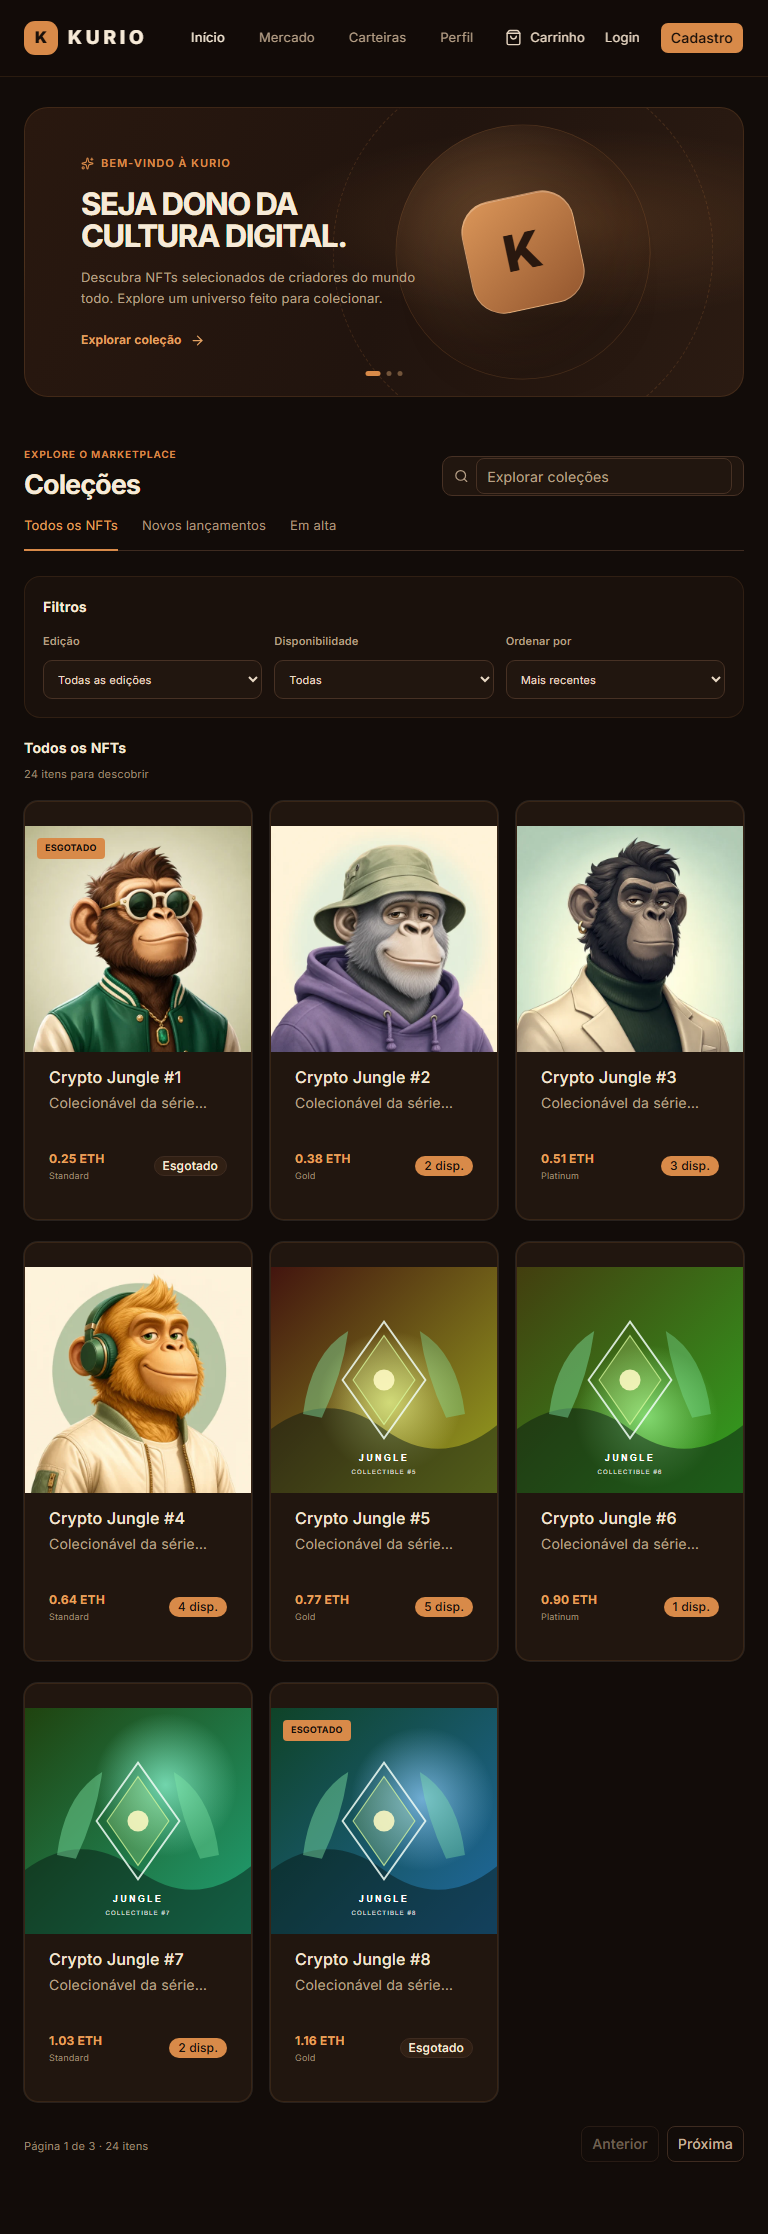 K KURIO
Início Mercado Carteiras Perfil Carrinho Login Cadastro
BEM-VINDO À KURIO
SEJA DONO DA
CULTURA DIGITAL.
Descubra NFTs selecionados de criadores do mundo
todo. Explore um universo feito para colecionar.
Explorar coleção
K
EXPLORE O MARKETPLACE
Coleções
Explorar coleções
Todos os NFTs Novos lançamentos Em alta
Filtros
Edição Disponibilidade Ordenar por
Todas as edições Todas Mais recentes
Todos os NFTs
24 itens para descobrir
ESGOTADO
Crypto Jungle #1
Colecionável da série...
0.25 ETH
Standard
Esgotado
Crypto Jungle #2
Colecionável da série...
0.38 ETH
Gold
2 disp.
Crypto Jungle #3
Colecionável da série...
0.51 ETH
Platinum
3 disp.
Crypto Jungle #4
Colecionável da série...
0.64 ETH
Standard
4 disp.
JUNGLE
COLLECTIBLE #5
Crypto Jungle #5
Colecionável da série...
0.77 ETH
Gold
5 disp.
JUNGLE
COLLECTIBLE #6
Crypto Jungle #6
Colecionável da série...
0.90 ETH
Platinum
1 disp.
JUNGLE
COLLECTIBLE #7
Crypto Jungle #7
Colecionável da série...
1.03 ETH
Standard
2 disp.
ESGOTADO
JUNGLE
COLLECTIBLE #8
Crypto Jungle #8
Colecionável da série...
1.16 ETH
Gold
Esgotado
Página 1 de 3 · 24 itens
Anterior Próxima